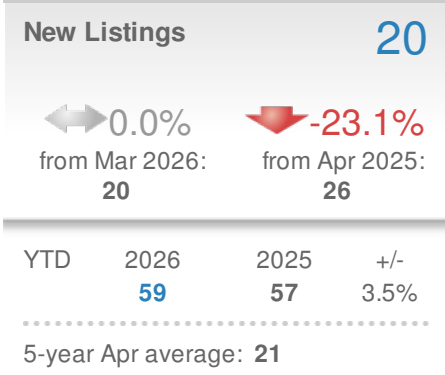 New Listings 20
0.0% -23.1%
from Mar 2026: from Apr 2025:
20 26
YTD 2026 2025 +/-
59 57 3.5%
5-year Apr average: 21